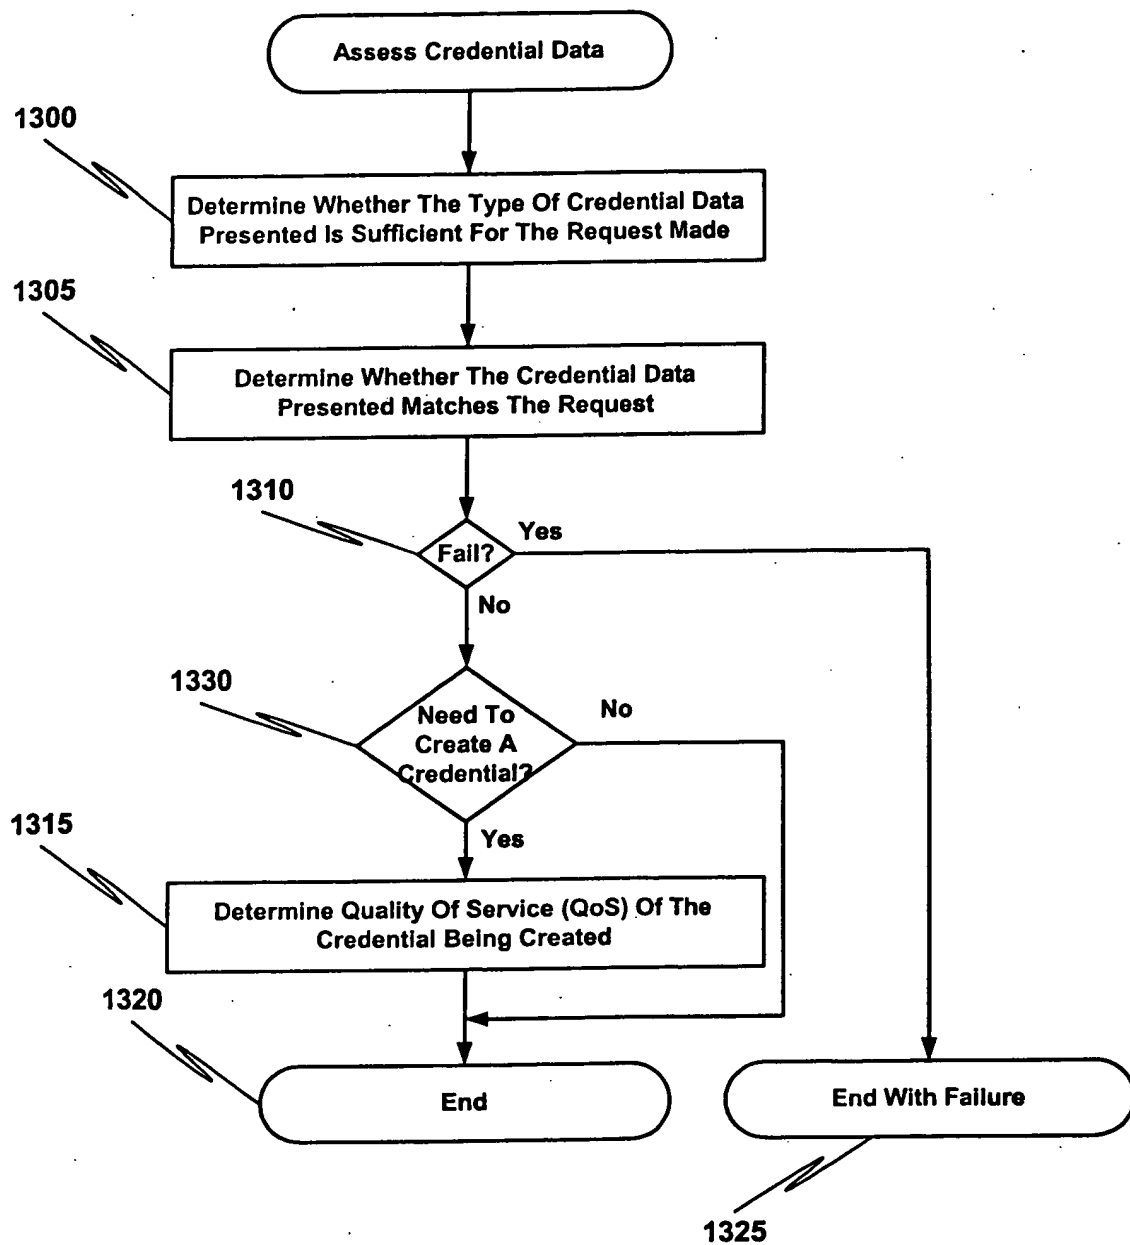 Assess Credential Data
1300
Determine Whether The Type Of Credential Data
Presented Is Sufficient For The Request Made
1305
Determine Whether The Credential Data
Presented Matches The Request
1310
Fail?
Yes
No
1330
Need To
Create A
Credential?
No
Yes
1315
Determine Quality Of Service (QoS) Of The
Credential Being Created
1320
End
End With Failure
1325